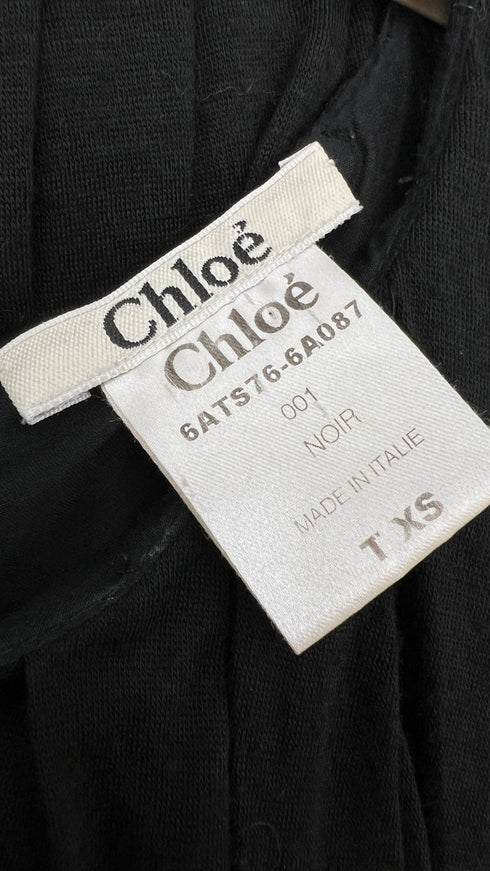 Chloé
Chloé
6ATS76-6A087
001
NOIR
MADE IN ITALIE
T XS